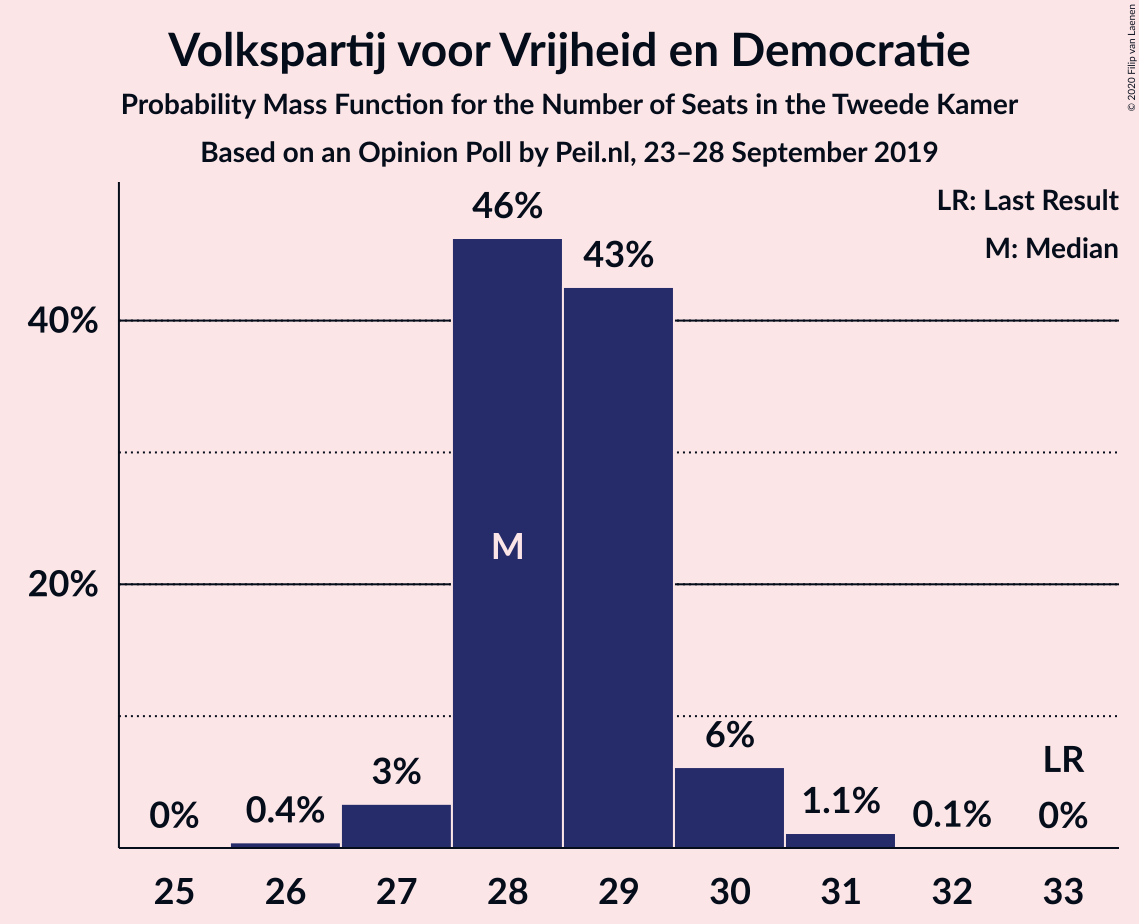 Volkspartij voor Vrijheid en Democratie
Probability Mass Function for the Number of Seats in the Tweede Kamer
Based on an Opinion Poll by Peil.nl, 23–28 September 2019
© 2020 Filip van Laenen
LR: Last Result
M: Median
46%
43%
40%
M
20%
6%
3%
LR
0%
0.4%
1.1%
0.1%
0%
25 26 27 28 29 30 31 32 33